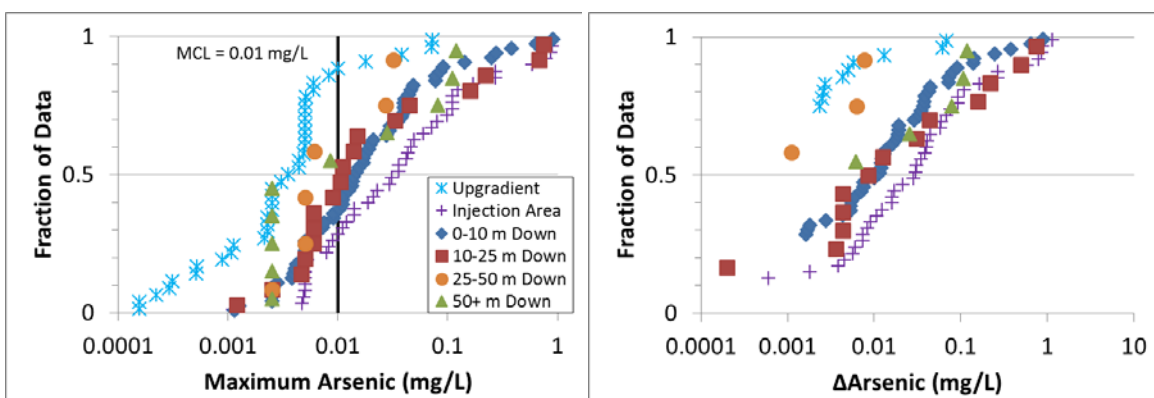 Fraction of Data
1
0.5
0
MCL = 0.01 mg/L
Upgradient
Injection Area
0-10 m Down
10-25 m Down
25-50 m Down
50+ m Down
0.0001 0.001 0.01 0.1 1
Maximum Arsenic (mg/L)
Fraction of Data
1
0.5
0
0.0001 0.001 0.01 0.1 1 10
ΔArsenic (mg/L)